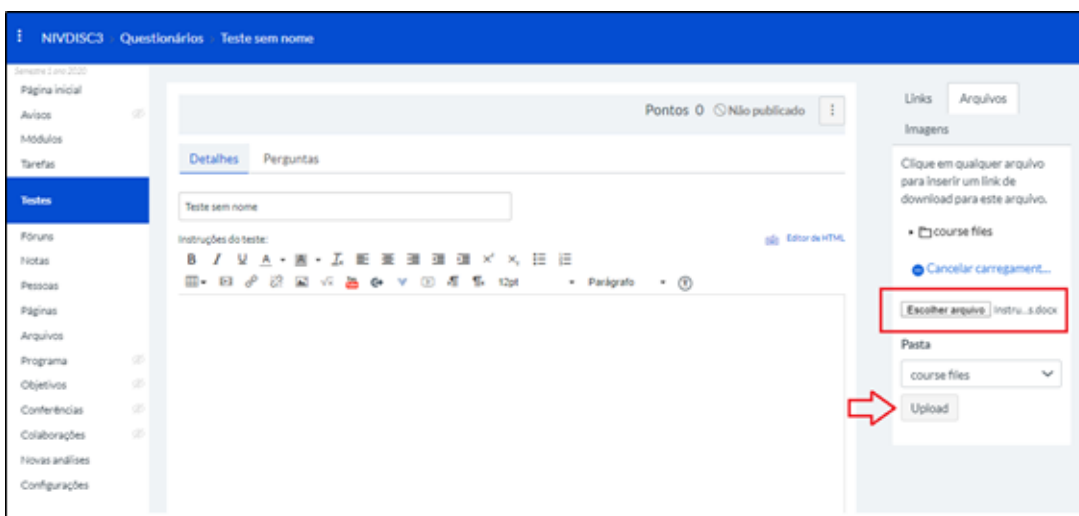 NIVDISC3 › Questionários › Teste sem nome
Semestre 1 ano 2020
Página inicial
Avisos
Módulos
Tarefas
Testes
Fóruns
Notas
Pessoas
Páginas
Arquivos
Programa
Objetivos
Conferências
Colaborações
Novas análises
Configurações
Pontos 0 Não publicado
Detalhes Perguntas
Teste sem nome
Instruções do teste:
Editor de HTML
B I U A
12pt Parágrafo
Links Arquivos
Imagens
Clique em qualquer arquivo
para inserir um link de
download para este arquivo.
course files
Cancelar carregament...
Escolher arquivo Instru...s.docx
Pasta
course files
Upload